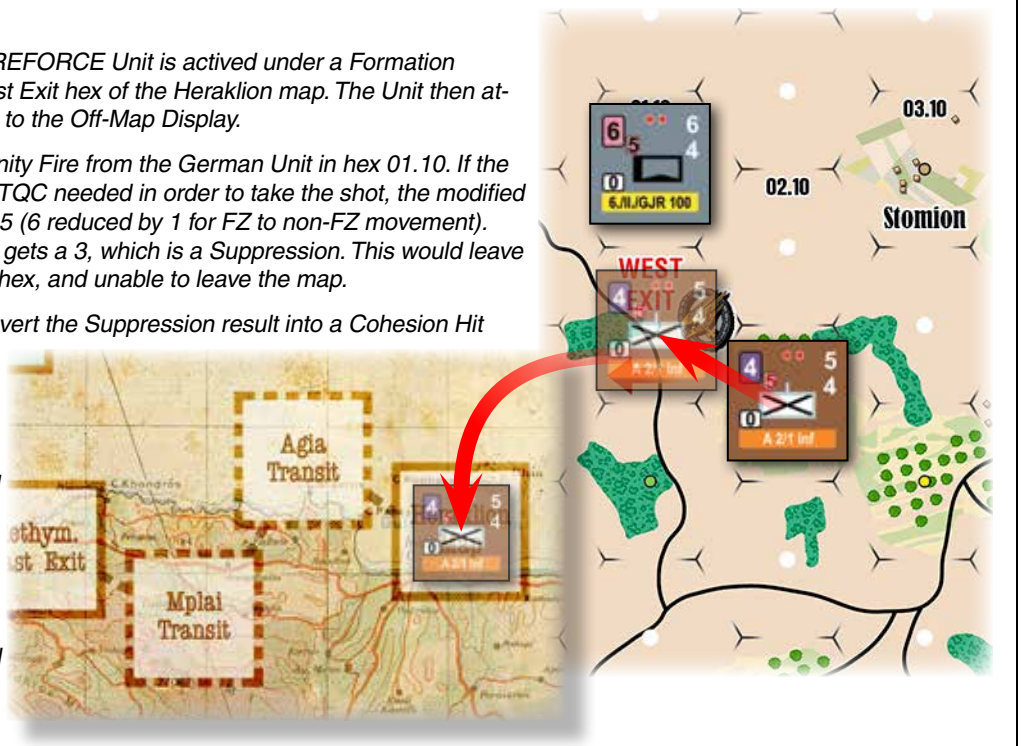 REFORCE Unit is actived under a Formation
st Exit hex of the Heraklion map. The Unit then at-
to the Off-Map Display.
nity Fire from the German Unit in hex 01.10. If the
TQC needed in order to take the shot, the modified
5 (6 reduced by 1 for FZ to non-FZ movement).
gets a 3, which is a Suppression. This would leave
hex, and unable to leave the map.
vert the Suppression result into a Cohesion Hit
6 5 6
4
0
6./II./GJR 100
02.10
03.10
Stomion
WEST
EXIT
4 5
4
0
A 2/1 Inf
4 5 5
4
0
A 2/1 Inf
Agia
Transit
ethym.
st Exit
Mplai
Transit
4 5
4
0
A 2/1 Inf